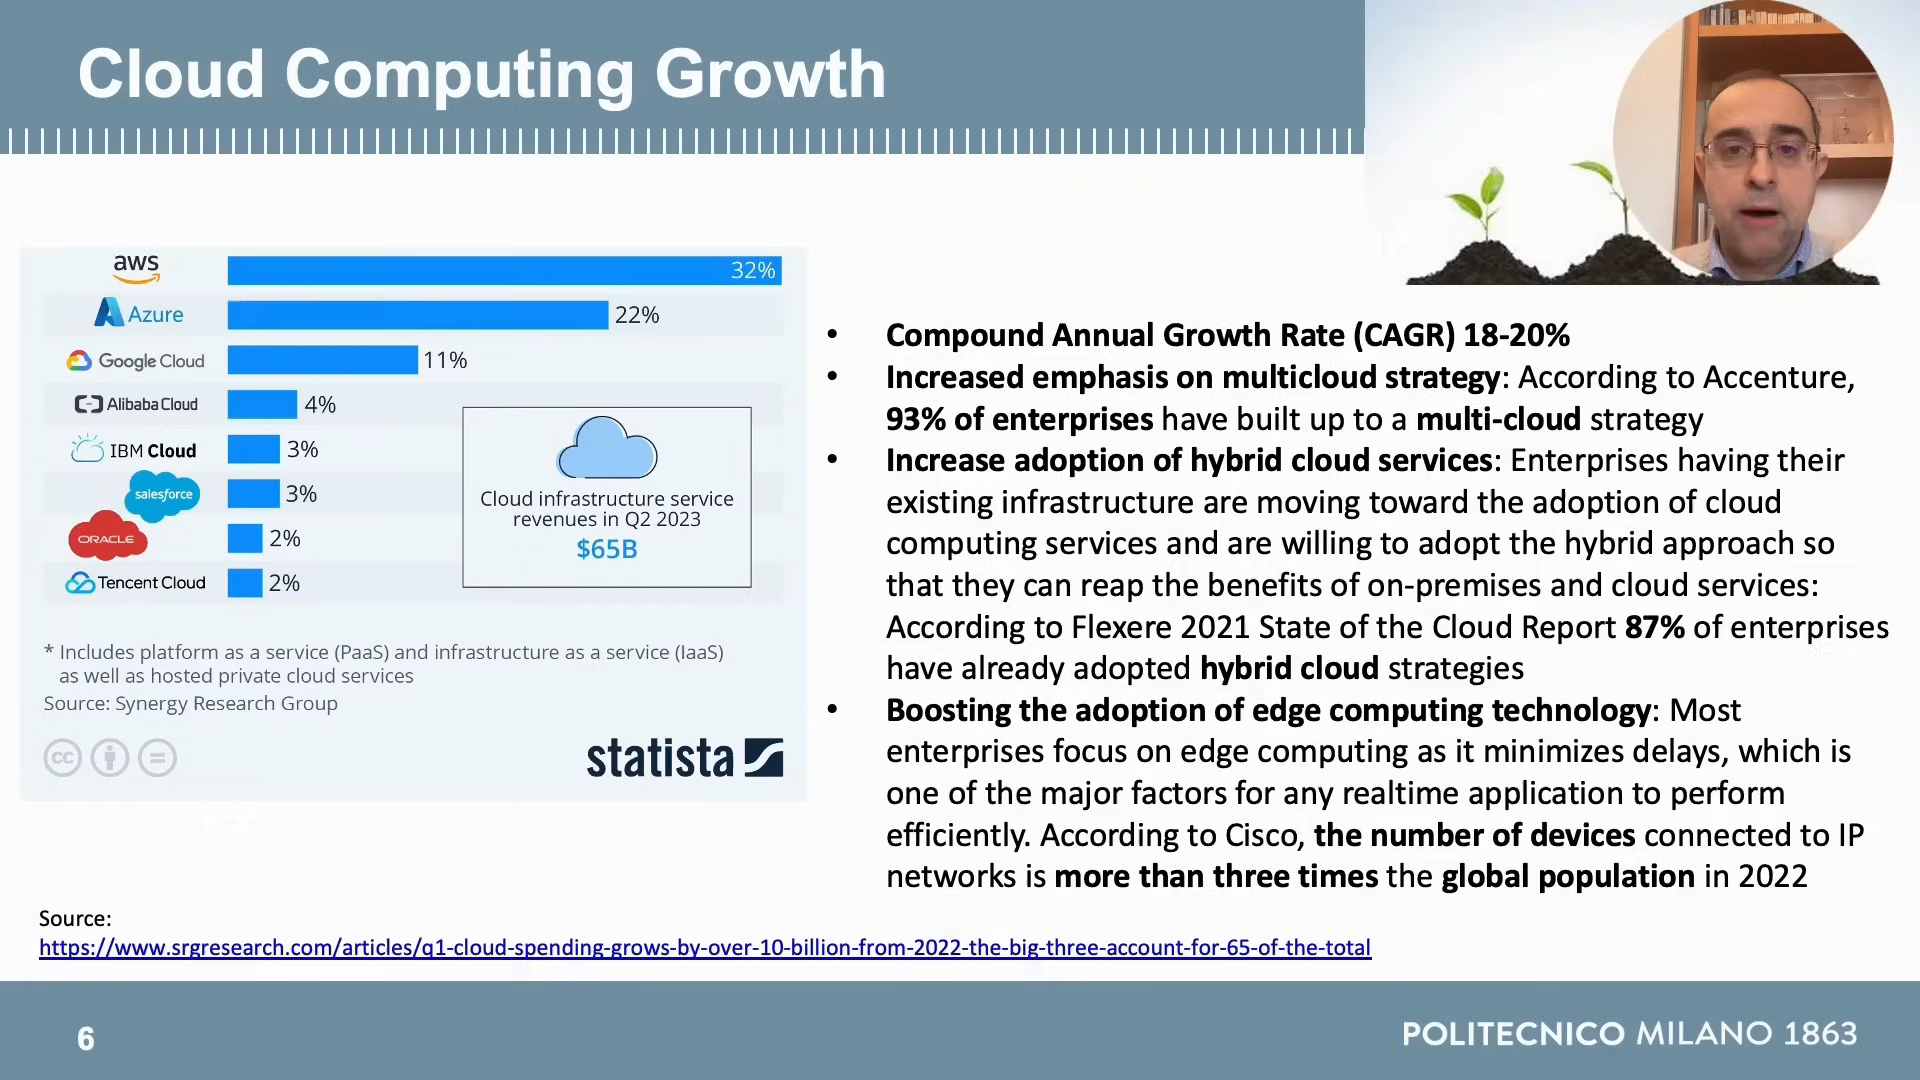 Cloud Computing Growth
aws 32%
Azure 22%
Google Cloud 11%
Alibaba Cloud 4%
IBM Cloud 3%
salesforce 3%
ORACLE 2%
Tencent Cloud 2%
Cloud infrastructure service
revenues in Q2 2023
$65B
* Includes platform as a service (PaaS) and infrastructure as a service (IaaS)
as well as hosted private cloud services
Source: Synergy Research Group
cc
statista
• Compound Annual Growth Rate (CAGR) 18-20%
• Increased emphasis on multicloud strategy: According to Accenture,
93% of enterprises have built up to a multi-cloud strategy
• Increase adoption of hybrid cloud services: Enterprises having their
existing infrastructure are moving toward the adoption of cloud
computing services and are willing to adopt the hybrid approach so
that they can reap the benefits of on-premises and cloud services:
According to Flexere 2021 State of the Cloud Report 87% of enterprises
have already adopted hybrid cloud strategies
• Boosting the adoption of edge computing technology: Most
enterprises focus on edge computing as it minimizes delays, which is
one of the major factors for any realtime application to perform
efficiently. According to Cisco, the number of devices connected to IP
networks is more than three times the global population in 2022
Source:
https://www.srgresearch.com/articles/q1-cloud-spending-grows-by-over-10-billion-from-2022-the-big-three-account-for-65-of-the-total
6
POLITECNICO MILANO 1863